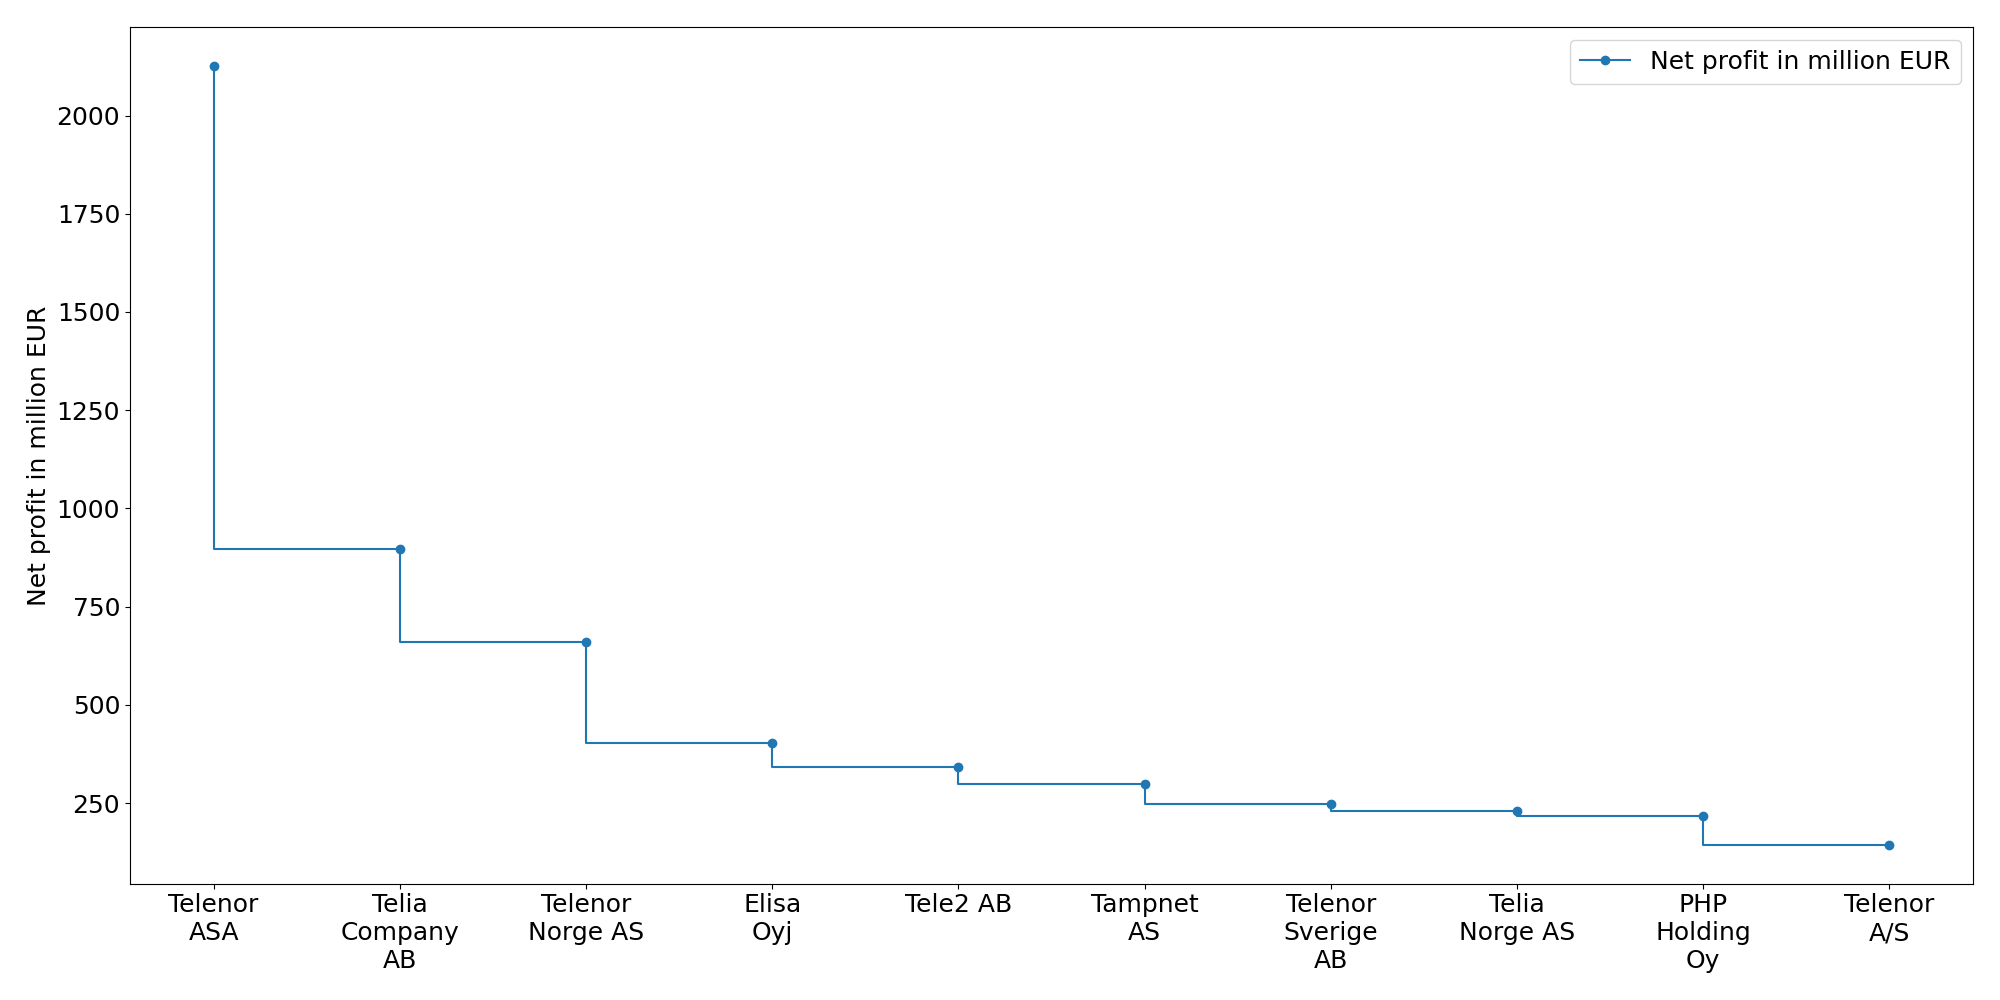 Net profit in million EUR
Net profit in million EUR
2000
1750
1500
1250
1000
750
500
250
Telenor
ASA
Telia
Company
AB
Telenor
Norge AS
Elisa
Oyj
Tele2 AB
Tampnet
AS
Telenor
Sverige
AB
Telia
Norge AS
PHP
Holding
Oy
Telenor
A/S